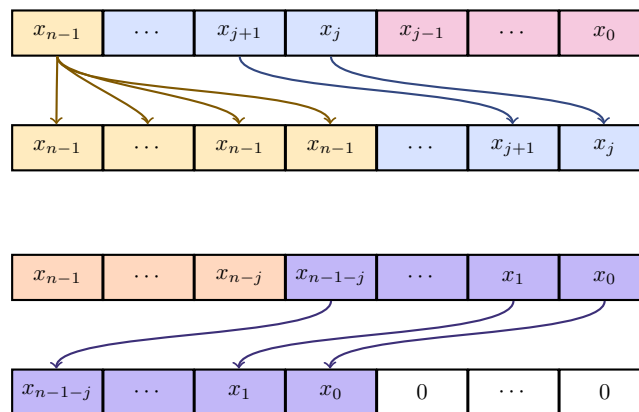 x_{n-1} ⋯ x_{j+1} x_j x_{j-1} ⋯ x_0
x_{n-1} ⋯ x_{n-1} x_{n-1} ⋯ x_{j+1} x_j
x_{n-1} ⋯ x_{n-j} x_{n-1-j} ⋯ x_1 x_0
x_{n-1-j} ⋯ x_1 x_0 0 ⋯ 0